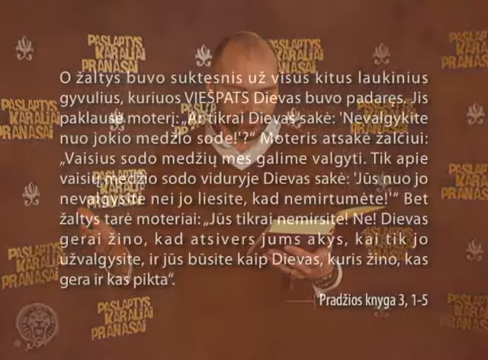 PASLAPTYS
KARALIAI
PRANAŠAI
O žaltys buvo suktesnis už visus kitus laukinius
gyvulius, kuriuos VIEŠPATS Dievas buvo padaręs. Jis
paklausė moterį: „Ar tikrai Dievas sakė: 'Nevalgykite
nuo jokio medžio sode!'?“ Moteris atsakė žalčiui:
„Vaisius sodo medžių mes galime valgyti. Tik apie
vaisių medžio sodo viduryje Dievas sakė: 'Jūs nuo jo
nevalgysite nei jo liesite, kad nemirtumėte!'“ Bet
žaltys tarė moteriai: „Jūs tikrai nemirsite! Ne! Dievas
gerai žino, kad atsivers jums akys, kai tik jo
užvalgysite, ir jūs būsite kaip Dievas, kuris žino, kas
gera ir kas pikta“.
Pradžios knyga 3, 1-5
PASLAPTYS
KARALIAI
PRANAŠAI